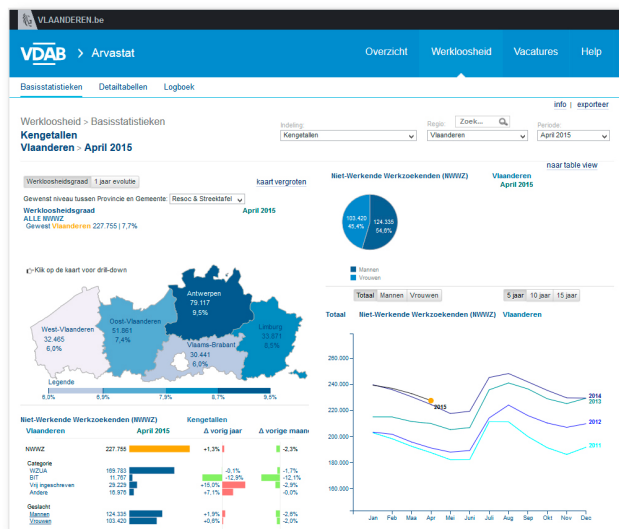 VLAANDEREN.be
VDAB > Arvastat
Overzicht Werkloosheid Vacatures Help
Basisstatistieken Detailtabellen Logboek
info | exporteer
Werkloosheid > Basisstatistieken
Kengetallen
Vlaanderen > April 2015
Indeling: Regio: Zoek... Periode:
Kengetallen Vlaanderen April 2015
naar table view
Werkloosheidsgraad 1 jaar evolutie kaart vergroten
Gewenst niveau tussen Provincie en Gemeente: Resoc & Streektafel
Werkloosheidsgraad April 2015
ALLE NWWZ
Gewest Vlaanderen 227.755 | 7,7%
Klik op de kaart voor drill-down
Antwerpen
79.117
9,5%
West-Vlaanderen
32.465
6,0%
Oost-Vlaanderen
51.861
7,4%
Limburg
33.871
8,5%
Vlaams-Brabant
30.441
6,0%
Legende
6,0% 6,9% 7,8% 8,7% 9,5%
Niet-Werkende Werkzoekenden (NWWZ) Kengetallen
Vlaanderen April 2015 Δ vorig jaar Δ vorige maand
NWWZ 227.755 +1,3% -2,3%
Categorie
WZUA 169.783 -0,1% -1,7%
BIT 11.767 -12,9% -12,1%
Vrij ingeschreven 29.229 +15,0% -2,9%
Andere 16.976 +7,1% -0,0%
Geslacht
Mannen 124.335 +1,9% -2,6%
Vrouwen 103.420 +0,6% -2,0%
Niet-Werkende Werkzoekenden (NWWZ) Vlaanderen
April 2015
103.420
45,4%
124.335
54,6%
Mannen
Vrouwen
Totaal Mannen Vrouwen 5 jaar 10 jaar 15 jaar
Totaal Niet-Werkende Werkzoekenden (NWWZ) Vlaanderen
260.000
240.000
220.000
200.000
180.000
160.000
2015
2014
2013
2012
2011
Jan Feb Maa Apr Mei Jun Jul Aug Sep Okt Nov Dec